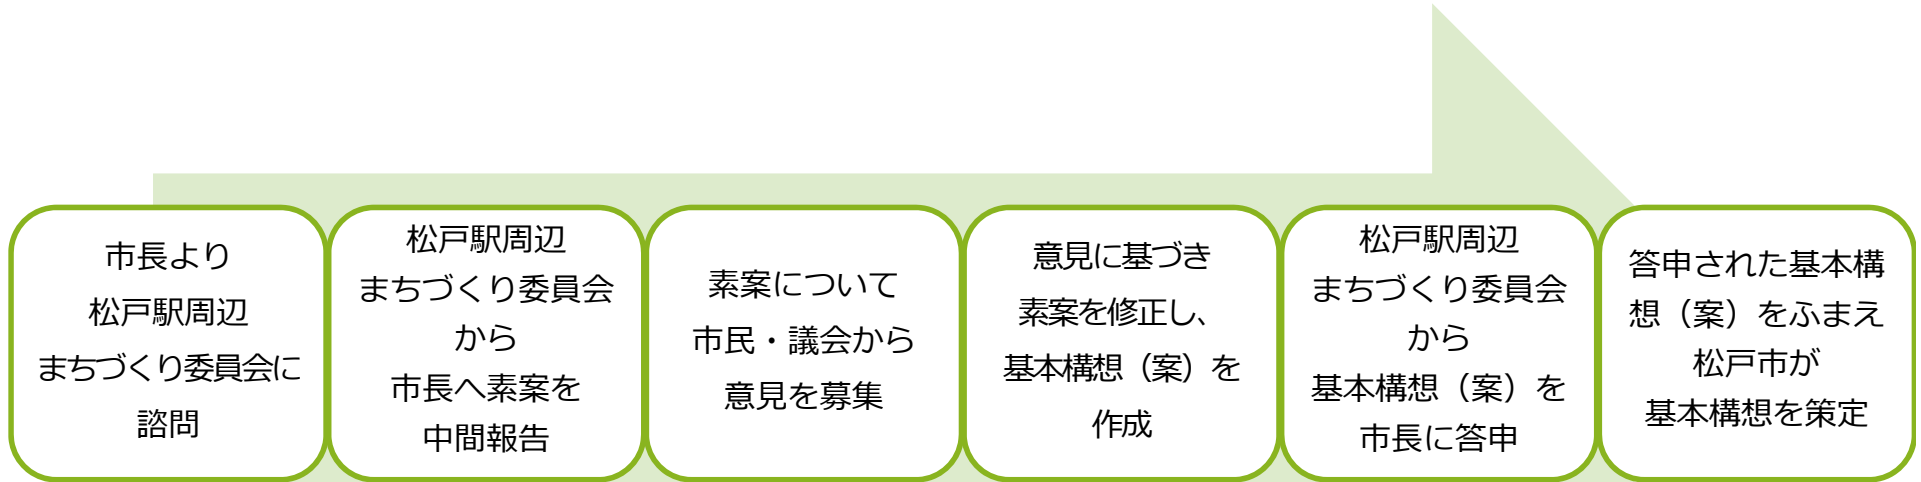 市長より
松戸駅周辺
まちづくり委員会に
諮問
松戸駅周辺
まちづくり委員会
から
市長へ素案を
中間報告
素案について
市民・議会から
意見を募集
意見に基づき
素案を修正し、
基本構想（案）を
作成
松戸駅周辺
まちづくり委員会
から
基本構想（案）を
市長に答申
答申された基本構
想（案）をふまえ
松戸市が
基本構想を策定